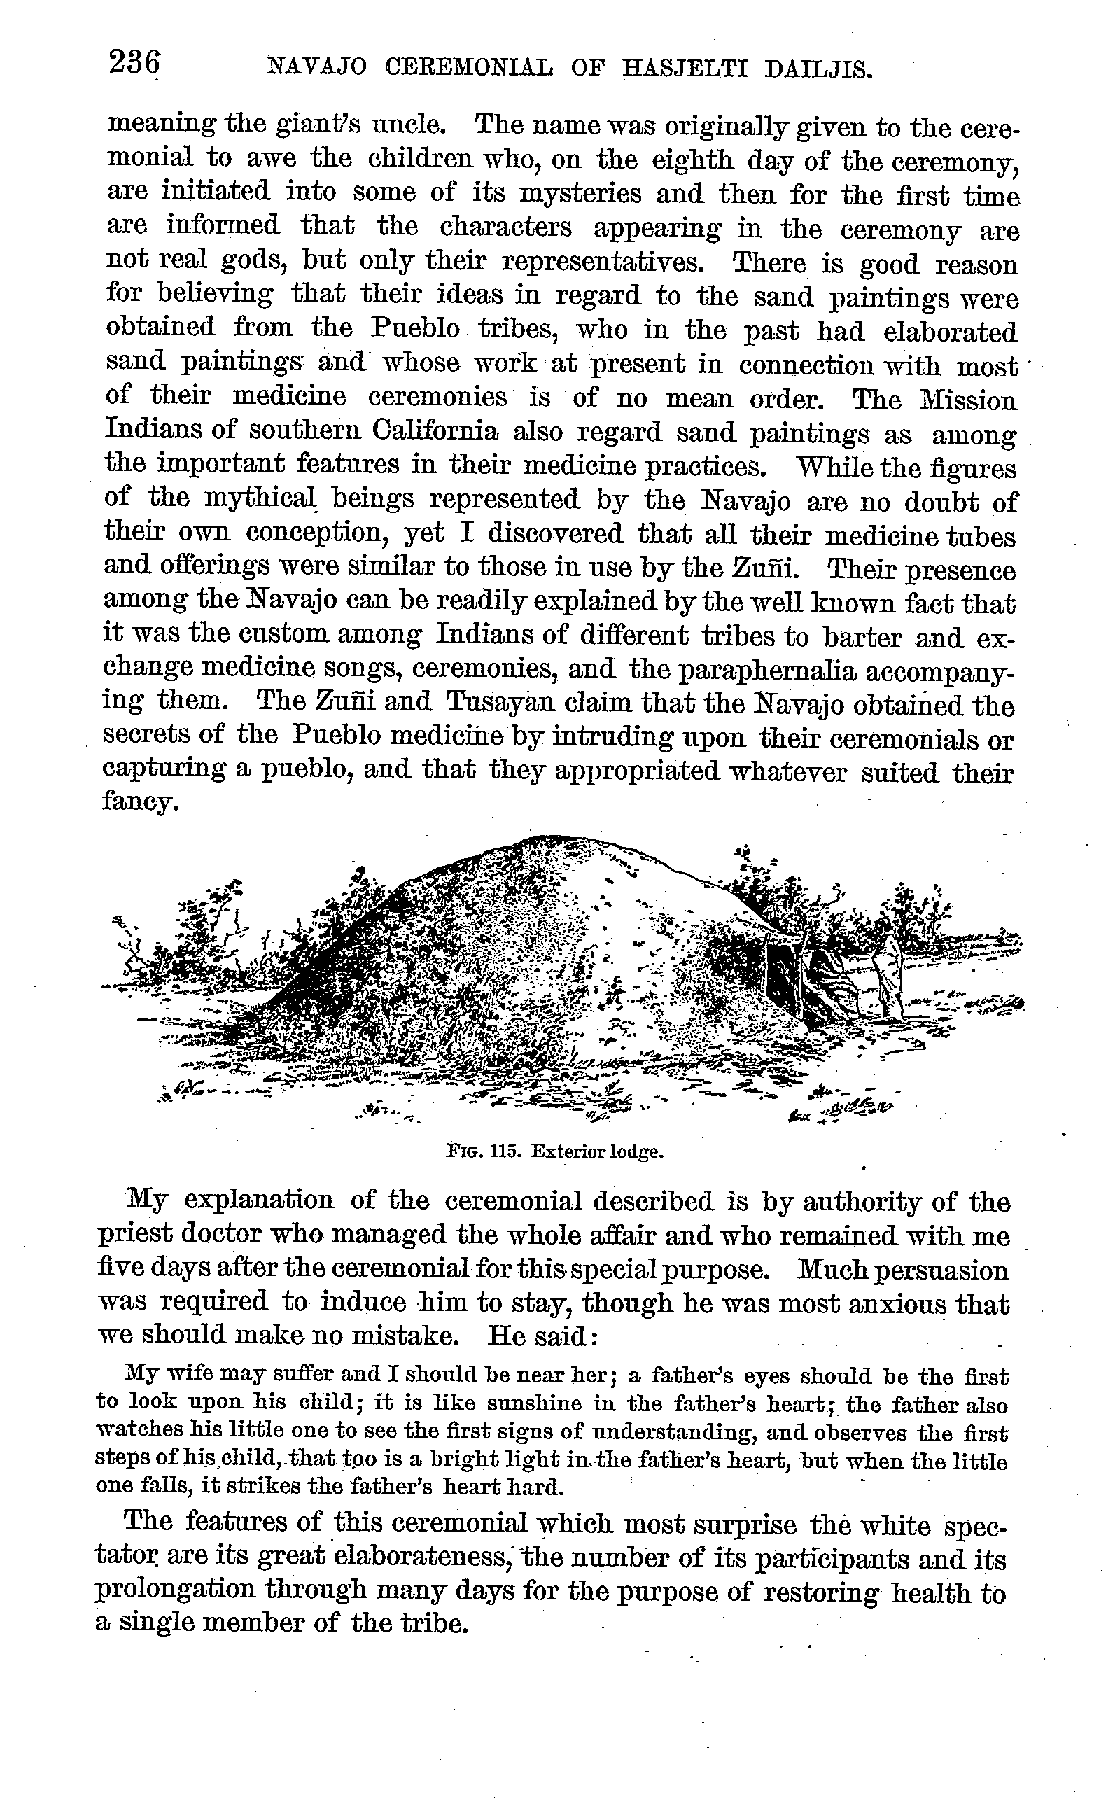 236 NAVAJO CEREMONIAL OF HASJELTI DAILJIS.
meaning the giant's uncle. The name was originally given to the cere-
monial to awe the children who, on the eighth day of the ceremony,
are initiated into some of its mysteries and then for the first time
are informed that the characters appearing in the ceremony are
not real gods, but only their representatives. There is good reason
for believing that their ideas in regard to the sand paintings were
obtained from the Pueblo tribes, who in the past had elaborated
sand paintings and whose work at present in connection with most
of their medicine ceremonies is of no mean order. The Mission
Indians of southern California also regard sand paintings as among
the important features in their medicine practices. While the figures
of the mythical beings represented by the Navajo are no doubt of
their own conception, yet I discovered that all their medicine tubes
and offerings were similar to those in use by the Zuñi. Their presence
among the Navajo can be readily explained by the well known fact that
it was the custom among Indians of different tribes to barter and ex-
change medicine songs, ceremonies, and the paraphernalia accompany-
ing them. The Zuñi and Tusayan claim that the Navajo obtained the
secrets of the Pueblo medicine by intruding upon their ceremonials or
capturing a pueblo, and that they appropriated whatever suited their
fancy.
FIG. 115. Exterior lodge.
My explanation of the ceremonial described is by authority of the
priest doctor who managed the whole affair and who remained with me
five days after the ceremonial for this special purpose. Much persuasion
was required to induce him to stay, though he was most anxious that
we should make no mistake. He said:
My wife may suffer and I should be near her; a father's eyes should be the first
to look upon his child; it is like sunshine in the father's heart; the father also
watches his little one to see the first signs of understanding, and observes the first
steps of his child, that too is a bright light in the father's heart, but when the little
one falls, it strikes the father's heart hard.
The features of this ceremonial which most surprise the white spec-
tator are its great elaborateness, the number of its participants and its
prolongation through many days for the purpose of restoring health to
a single member of the tribe.